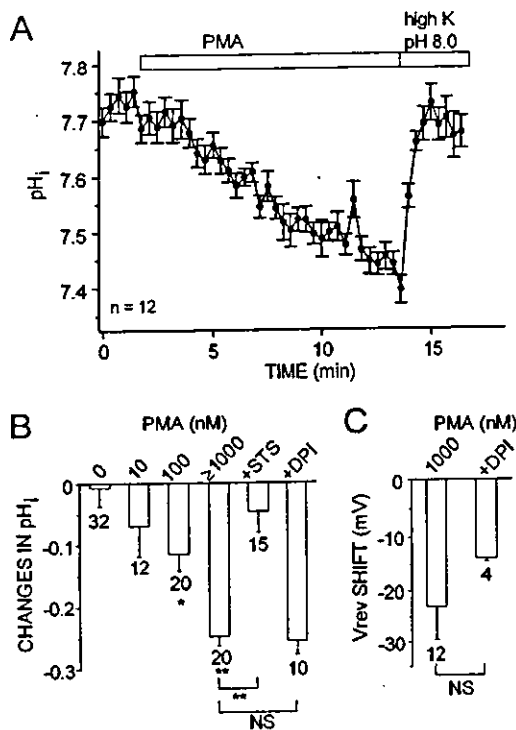 A
PMA
high K
pH 8.0
7.8
7.7
7.6
7.5
7.4
pHi
n = 12
0 5 10 15
TIME (min)
B
PMA (nM)
0 10 100 ≥1000 +STS +DPI
0
-0.1
-0.2
-0.3
CHANGES IN pHi
32
12
20
*
20
**
15
10
**
NS
C
PMA (nM)
1000 +DPI
0
-10
-20
-30
Vrev SHIFT (mV)
12
4
NS